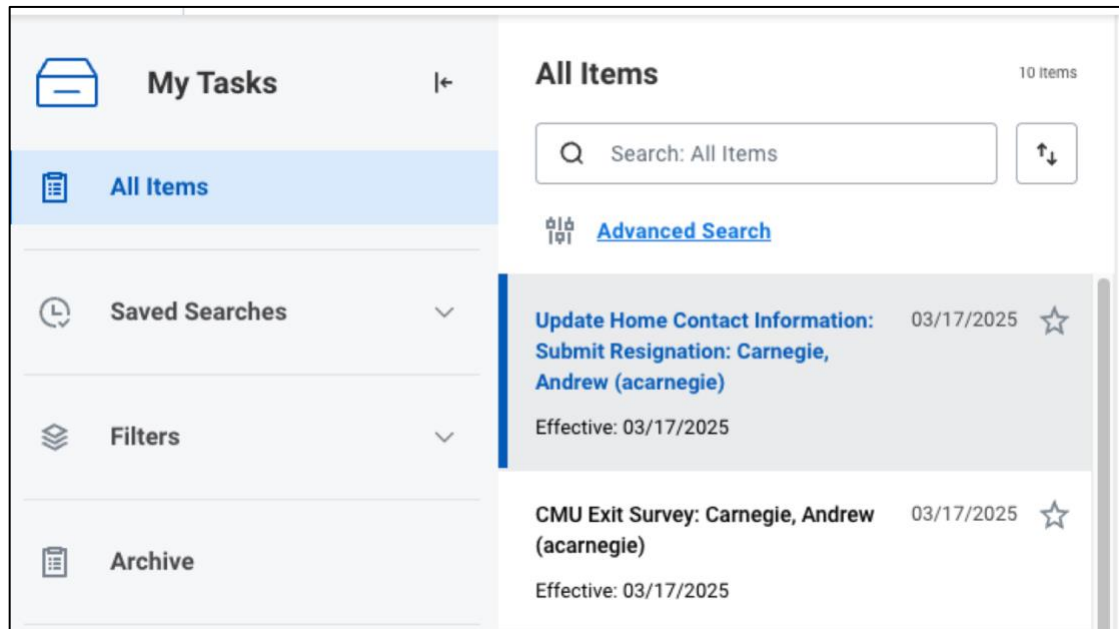 My Tasks
All Items
Saved Searches
Filters
Archive
All Items
10 items
Search: All Items
Advanced Search
Update Home Contact Information: 03/17/2025
Submit Resignation: Carnegie,
Andrew (acarnegie)
Effective: 03/17/2025
CMU Exit Survey: Carnegie, Andrew 03/17/2025
(acarnegie)
Effective: 03/17/2025